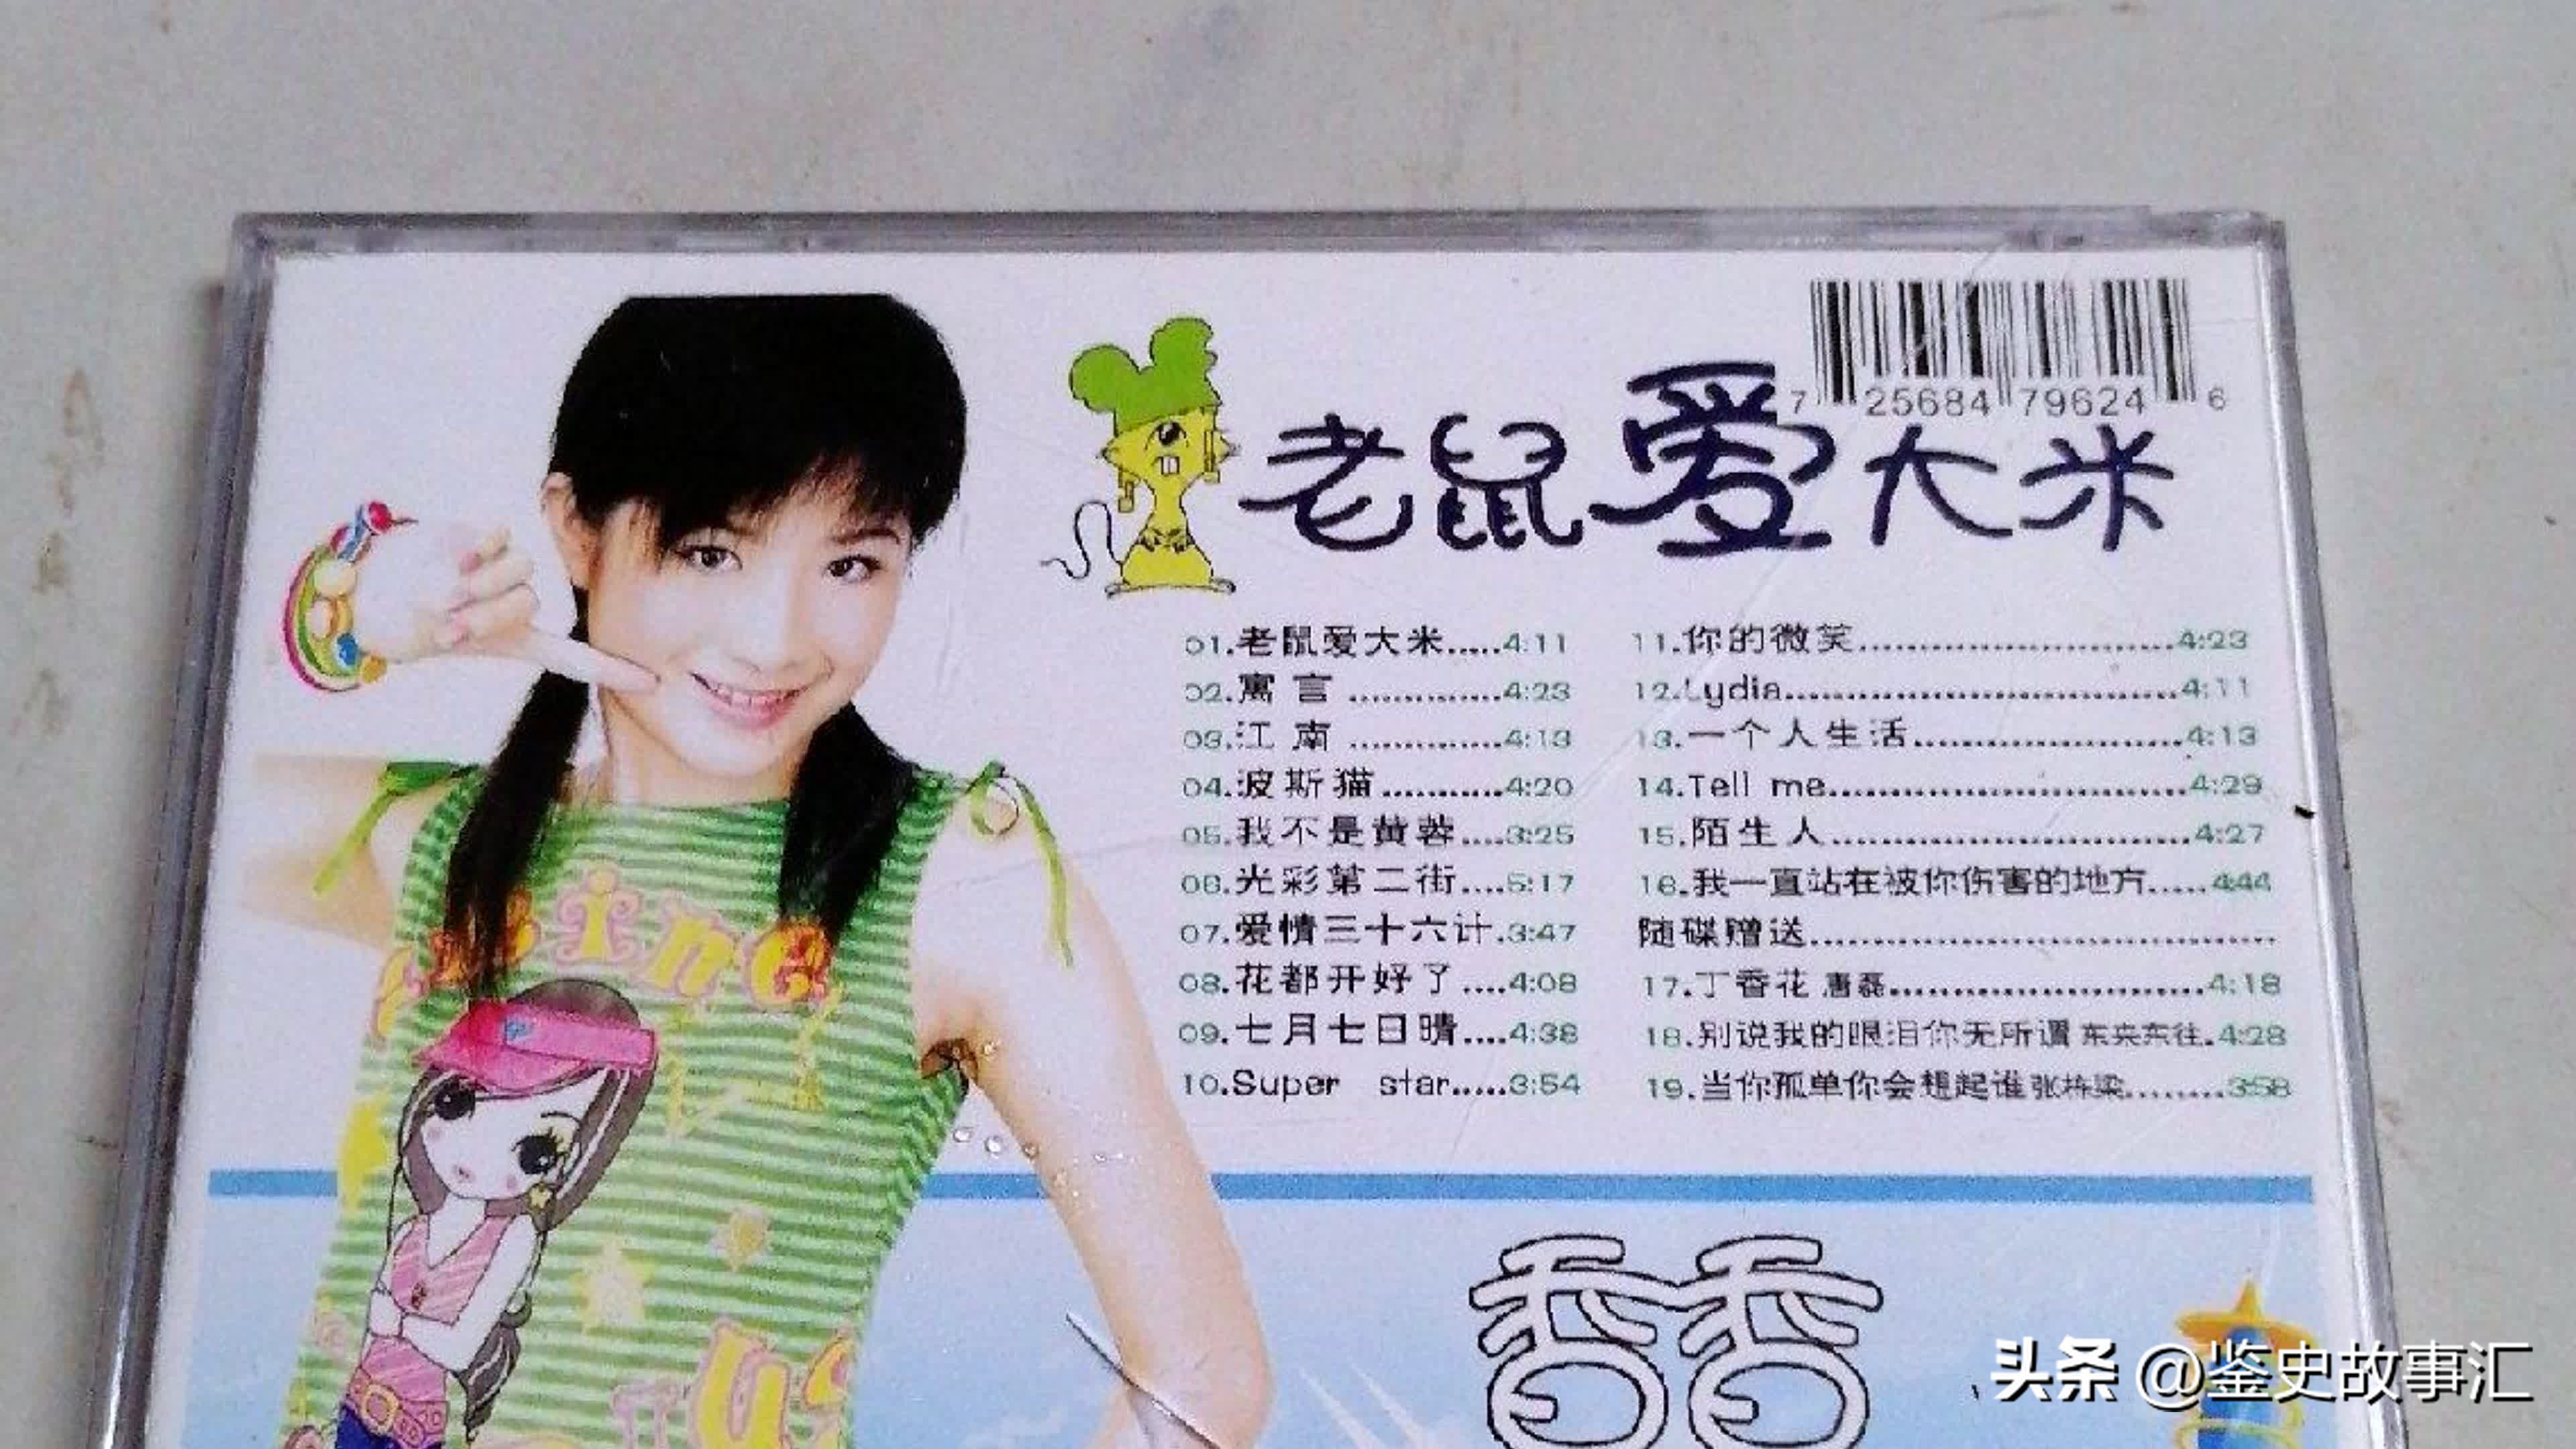 7 25684 79624 6
老鼠爱大米
01.老鼠爱大米.....4:11
02.寓言.............4:23
03.江南.............4:13
04.波斯猫...........4:20
05.我不是黄蓉....3:25
06.光彩第二街....5:17
07.爱情三十六计.3:47
08.花都开好了....4:08
09.七月七日晴....4:38
10.Super star.....3:54
11.你的微笑...........................4:23
12.Lydia..................................4:11
13.一个人生活.......................4:13
14.Tell me...............................4:29
15.陌生人...............................4:27
16.我一直站在被你伤害的地方.....4:44
随碟赠送........................................
17.丁香花 唐磊...........................4:18
18.别说我的眼泪你无所谓 东来东往.4:28
19.当你孤单你会想起谁 张栋梁........3:58
香香
头条 @鉴史故事汇